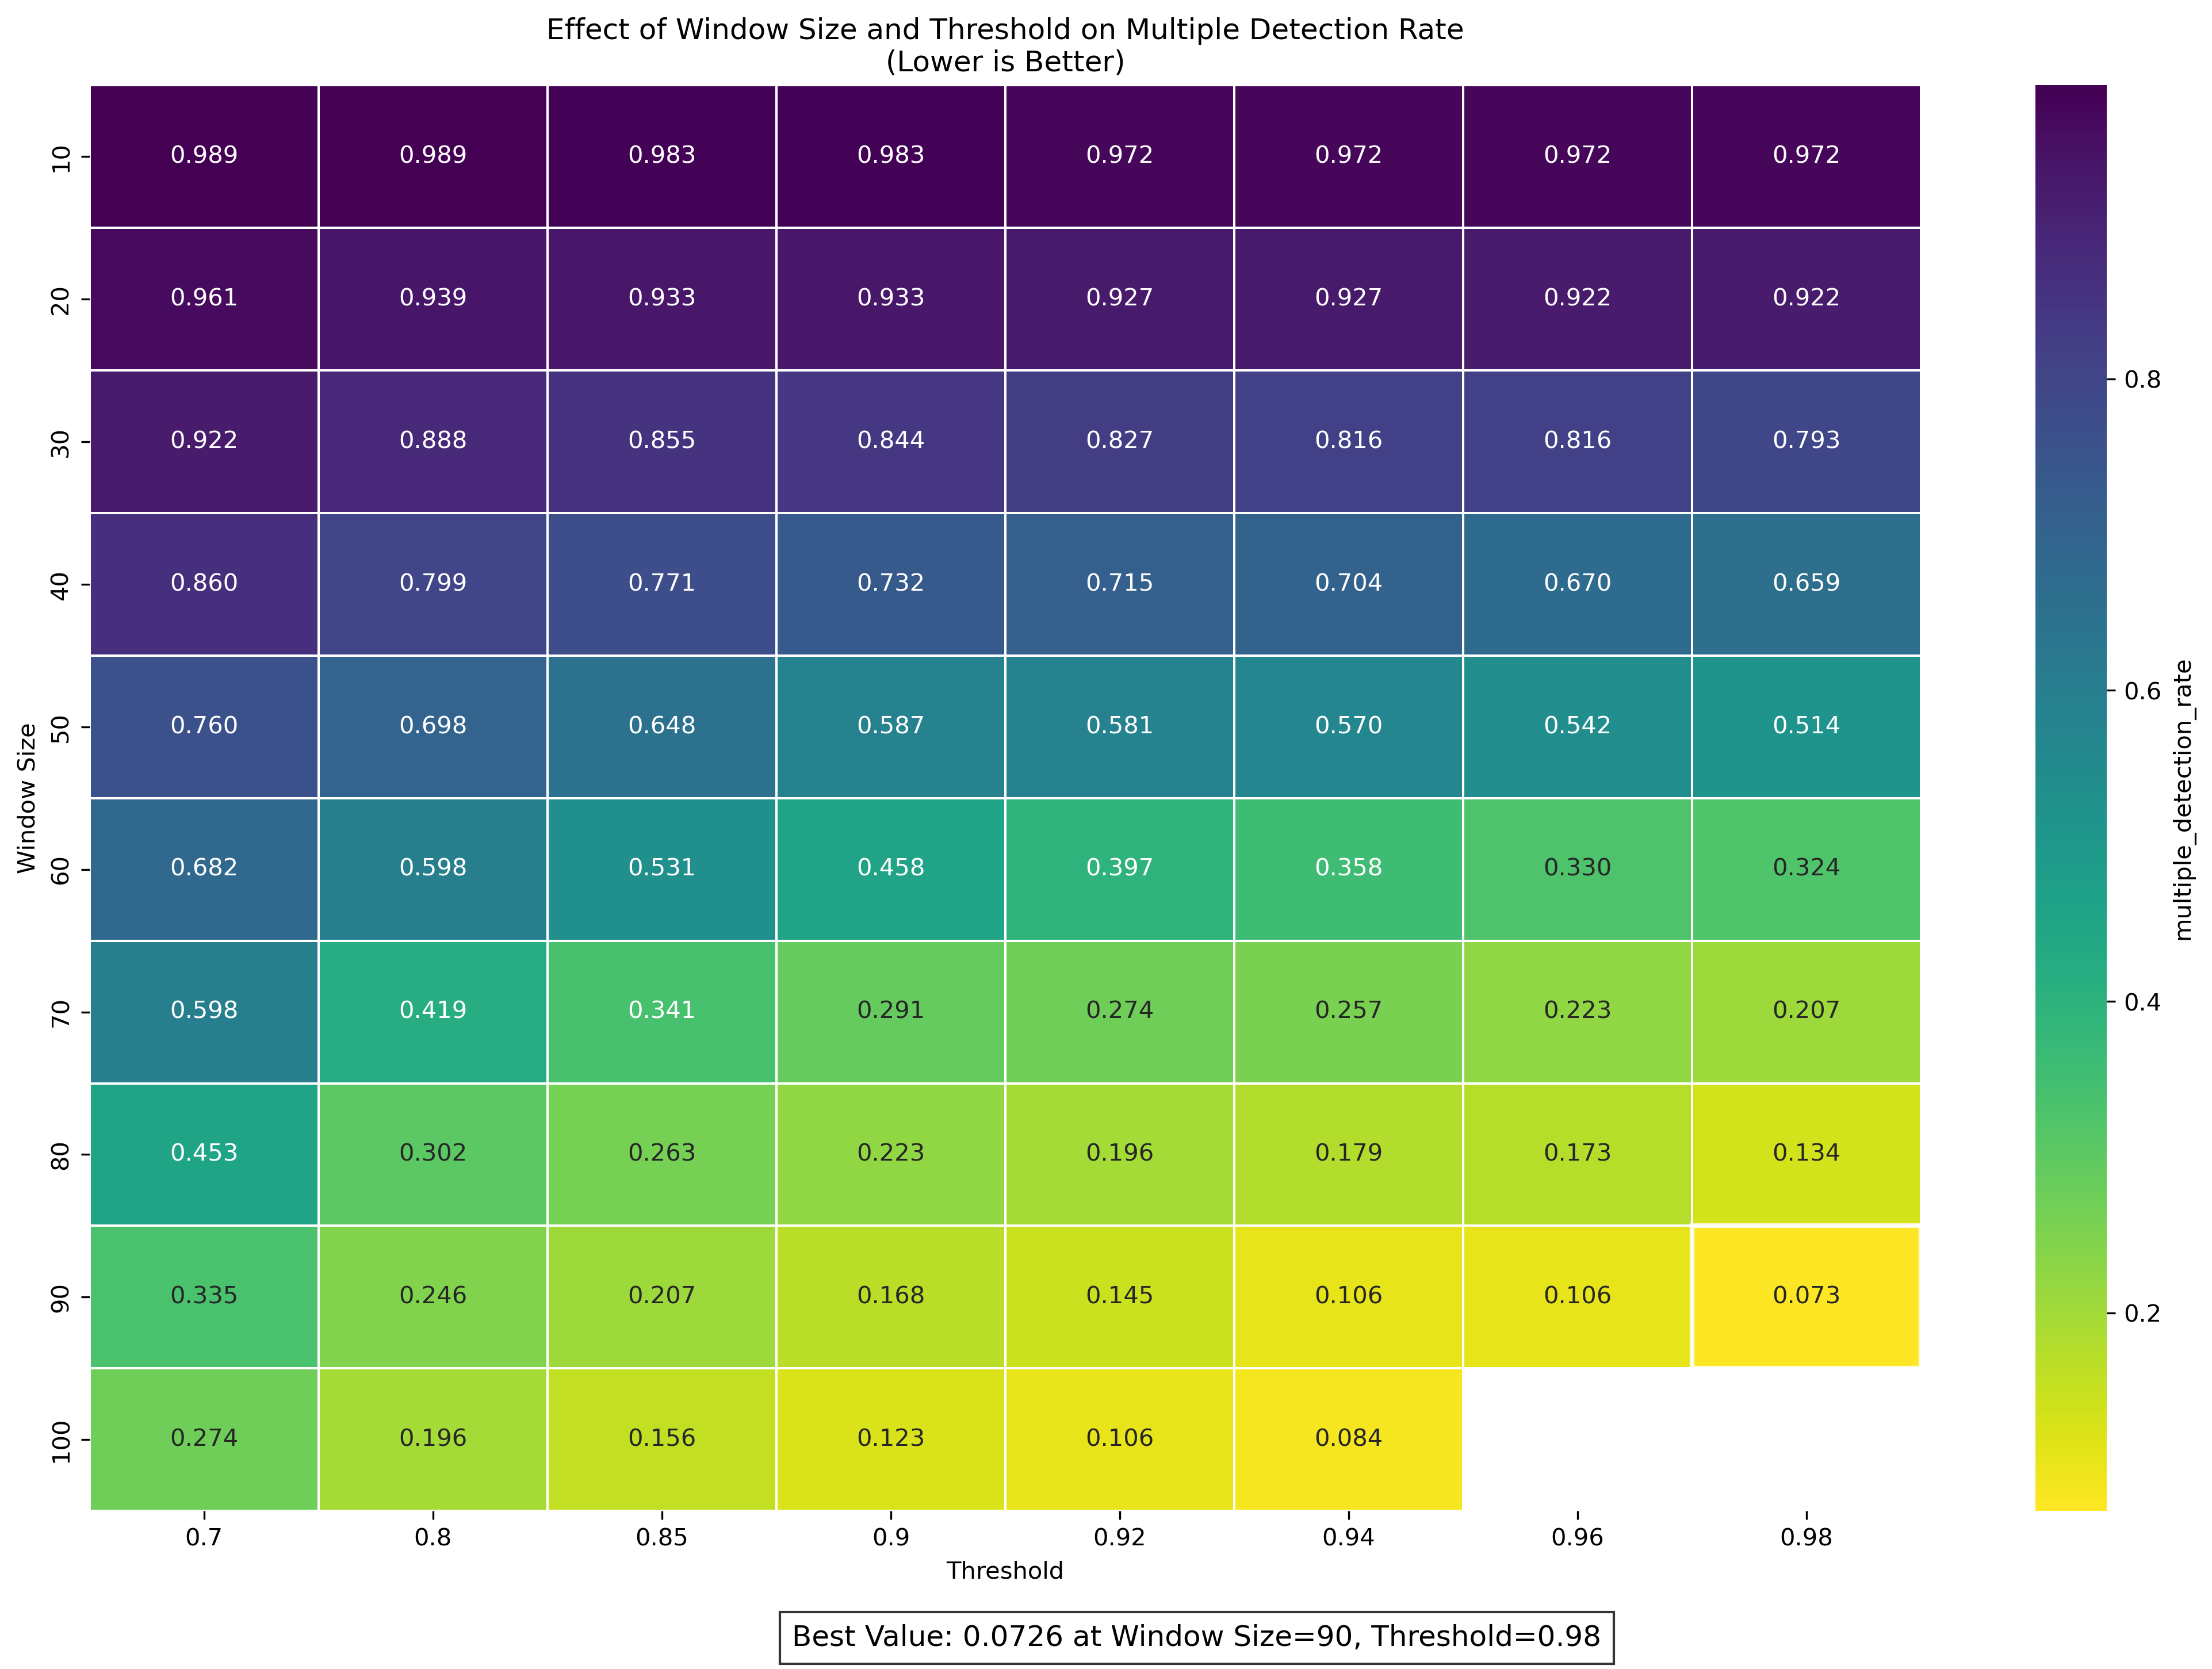 Effect of Window Size and Threshold on Multiple Detection Rate
(Lower is Better)
10 0.989 0.989 0.983 0.983 0.972 0.972 0.972 0.972
20 0.961 0.939 0.933 0.933 0.927 0.927 0.922 0.922
30 0.922 0.888 0.855 0.844 0.827 0.816 0.816 0.793
40 0.860 0.799 0.771 0.732 0.715 0.704 0.670 0.659
50 0.760 0.698 0.648 0.587 0.581 0.570 0.542 0.514
60 0.682 0.598 0.531 0.458 0.397 0.358 0.330 0.324
70 0.598 0.419 0.341 0.291 0.274 0.257 0.223 0.207
80 0.453 0.302 0.263 0.223 0.196 0.179 0.173 0.134
90 0.335 0.246 0.207 0.168 0.145 0.106 0.106 0.073
100 0.274 0.196 0.156 0.123 0.106 0.084
Window Size
0.7 0.8 0.85 0.9 0.92 0.94 0.96 0.98
Threshold
0.8
0.6
0.4
0.2
multiple_detection_rate
Best Value: 0.0726 at Window Size=90, Threshold=0.98